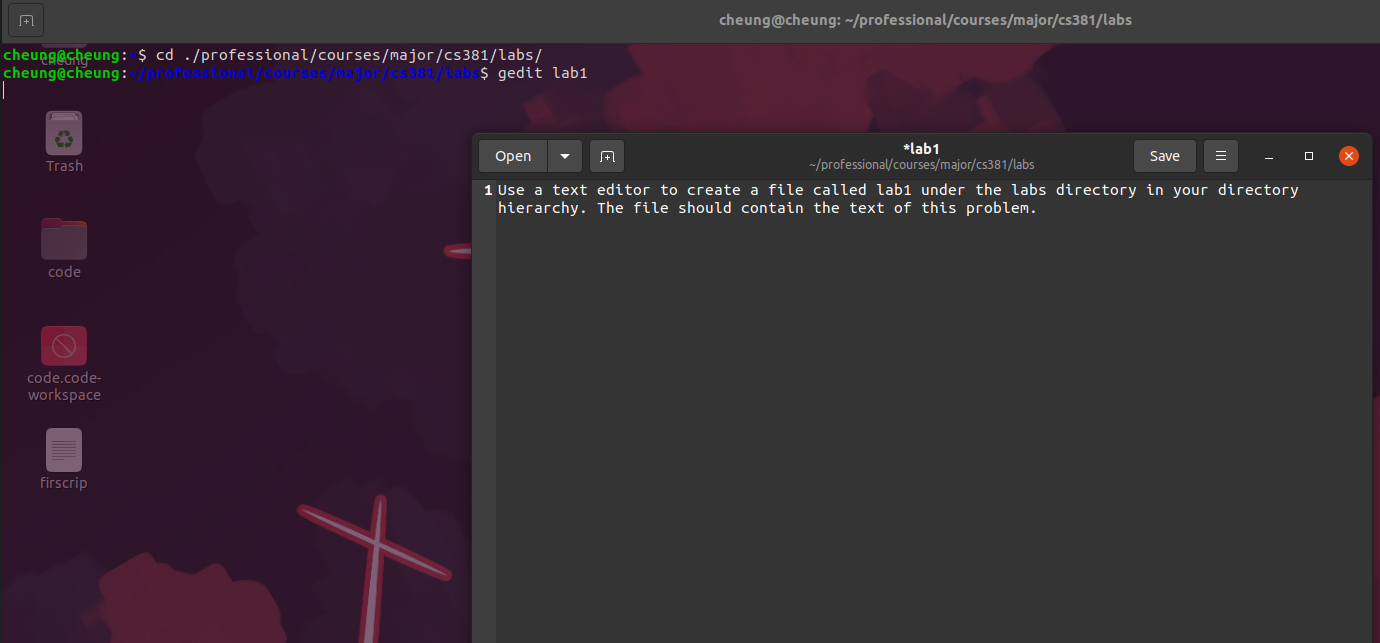 cheung@cheung: ~/professional/courses/major/cs381/labs
cheung@cheung:~$ cd ./professional/courses/major/cs381/labs/
cheung
cheung@cheung:~/professional/courses/major/cs381/labs$ gedit lab1
Trash
code
code.code-
workspace
firscrip
Open
*lab1
~/professional/courses/major/cs381/labs
Save
1 Use a text editor to create a file called lab1 under the labs directory in your directory
hierarchy. The file should contain the text of this problem.